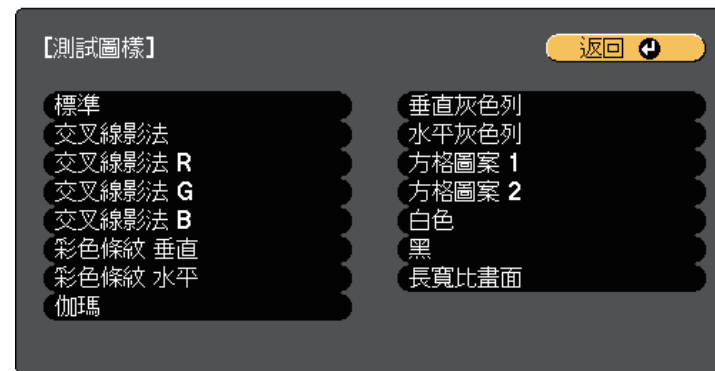 【測試圖樣】
返回
標準
交叉線影法
交叉線影法 R
交叉線影法 G
交叉線影法 B
彩色條紋 垂直
彩色條紋 水平
伽瑪
垂直灰色列
水平灰色列
方格圖案 1
方格圖案 2
白色
黑
長寬比畫面